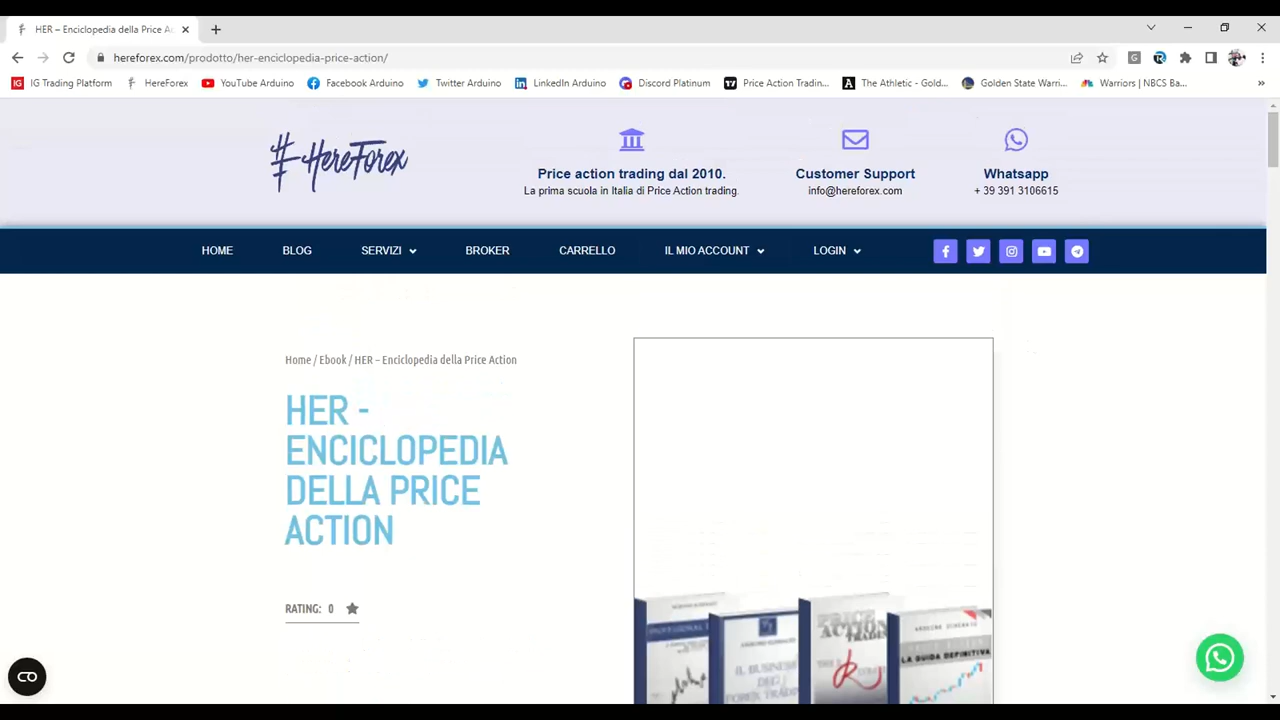 HER – Enciclopedia della Price Ac
hereforex.com/prodotto/her-enciclopedia-price-action/
IG Trading Platform
HereForex
YouTube Arduino
Facebook Arduino
Twitter Arduino
LinkedIn Arduino
Discord Platinum
Price Action Tradin...
The Athletic - Gold...
Golden State Warri...
Warriors | NBCS Ba...
HereForex
Price action trading dal 2010.
La prima scuola in Italia di Price Action trading.
Customer Support
info@hereforex.com
Whatsapp
+ 39 391 3106615
HOME
BLOG
SERVIZI
BROKER
CARRELLO
IL MIO ACCOUNT
LOGIN
Home / Ebook / HER – Enciclopedia della Price Action
HER -
ENCICLOPEDIA
DELLA PRICE
ACTION
RATING: 0
IL BUSINESS
DEL
FOREX TRADING
PRICE
ACTION
TRADING
LA GUIDA DEFINITIVA